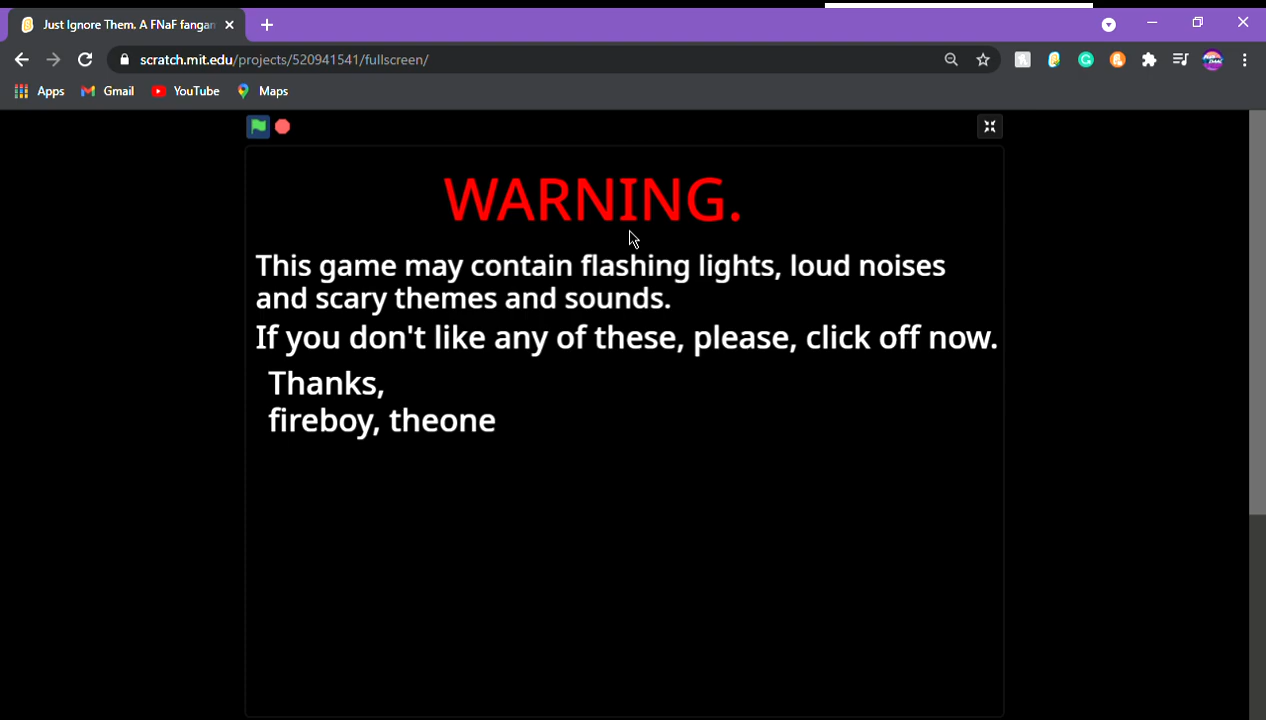 Just Ignore Them. A FNaF fangan
scratch.mit.edu/projects/520941541/fullscreen/
Apps Gmail YouTube Maps
WARNING.
This game may contain flashing lights, loud noises
and scary themes and sounds.
If you don't like any of these, please, click off now.
Thanks,
fireboy, theone